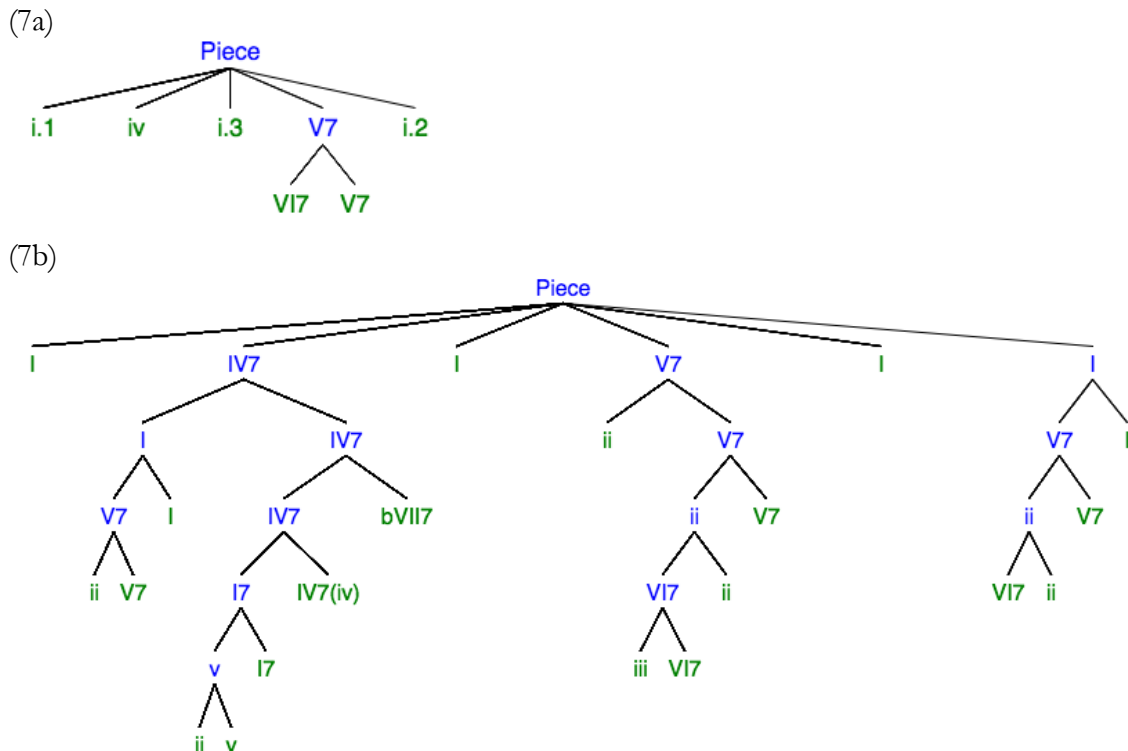 (7a)
Piece
i.1 iv i.3 V7 i.2
VI7 V7
(7b)
Piece
I IV7 I V7 I I
I IV7 ii V7 V7 I
V7 I IV7 bVII7 ii V7 ii V7
ii V7 I7 IV7(iv) VI7 ii VI7 ii
v I7 iii VI7
ii v